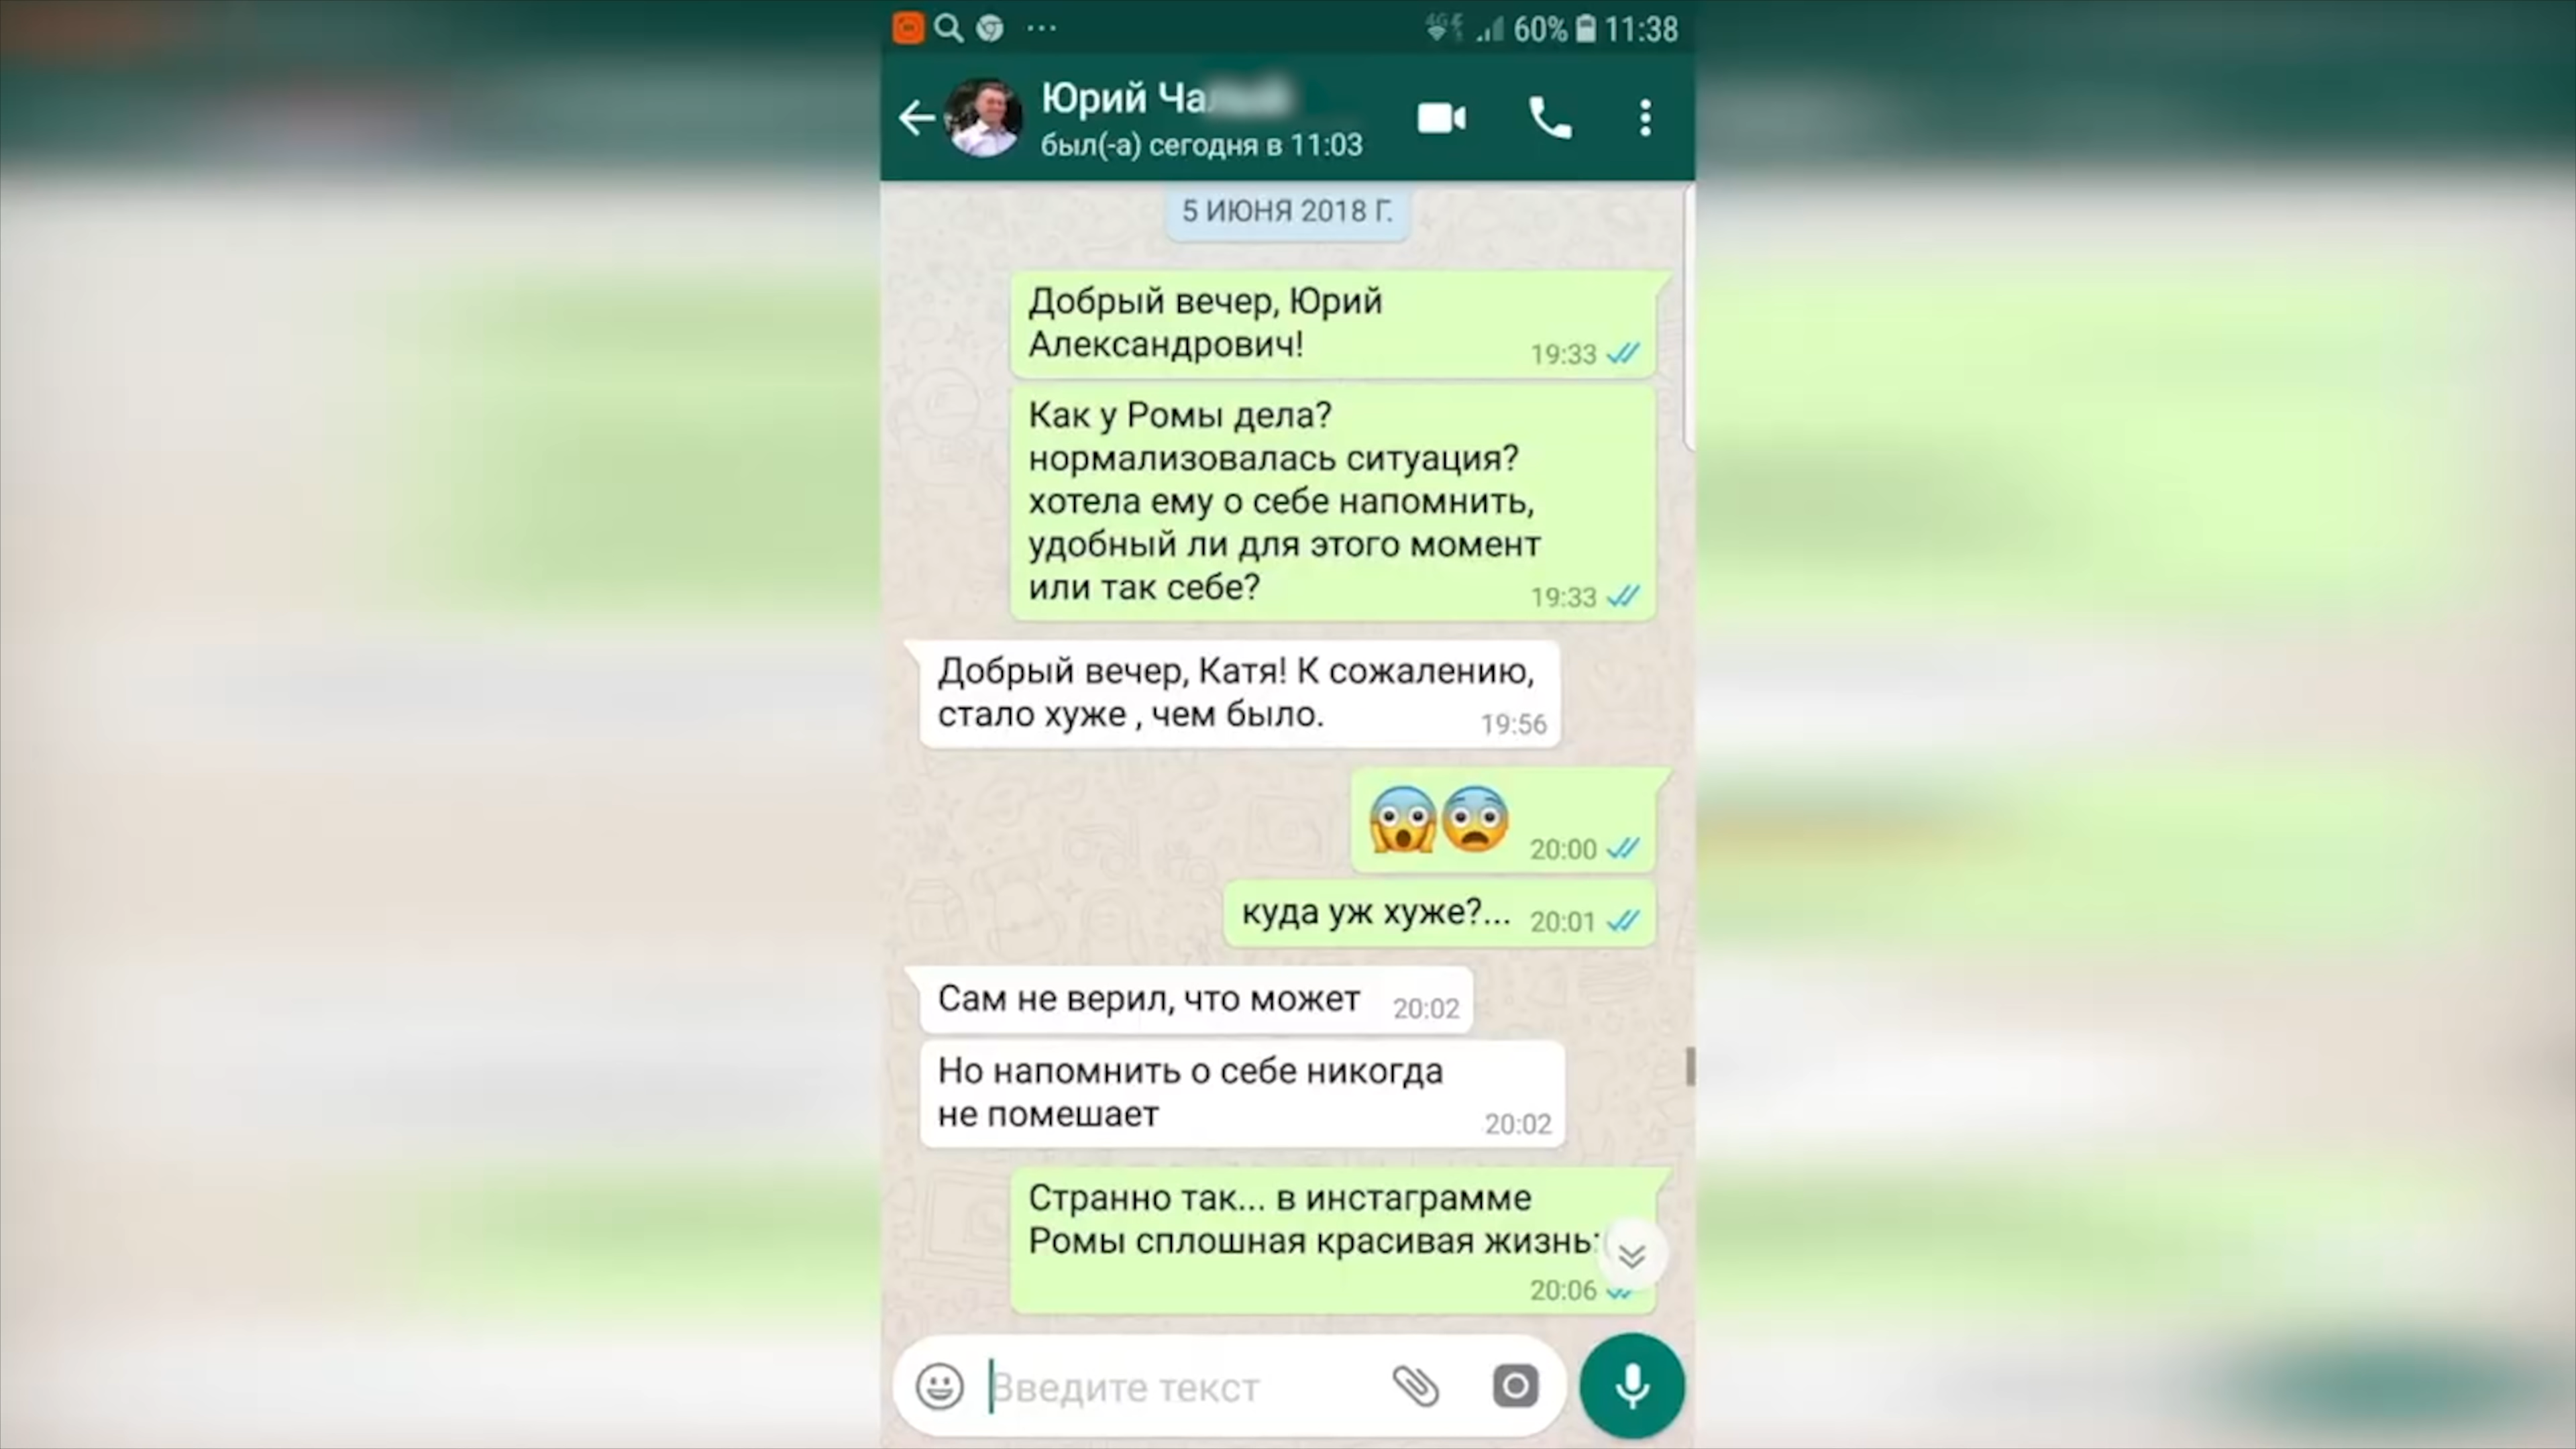 60% 11:38
Юрий Ча
был(-а) сегодня в 11:03
5 ИЮНЯ 2018 Г.
Добрый вечер, Юрий
Александрович!
19:33
Как у Ромы дела?
нормализовалась ситуация?
хотела ему о себе напомнить,
удобный ли для этого момент
или так себе?
19:33
Добрый вечер, Катя! К сожалению,
стало хуже , чем было.
19:56
😱😨 20:00
куда уж хуже?... 20:01
Сам не верил, что может 20:02
Но напомнить о себе никогда
не помешает
20:02
Странно так... в инстаграмме
Ромы сплошная красивая жизнь:
20:06
Введите текст